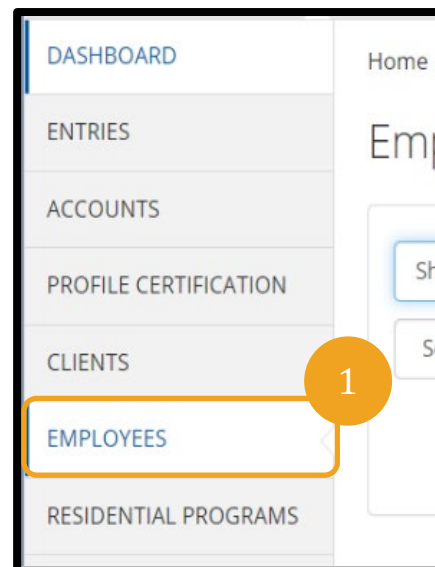 DASHBOARD
ENTRIES
ACCOUNTS
PROFILE CERTIFICATION
CLIENTS
EMPLOYEES
RESIDENTIAL PROGRAMS
1
Home